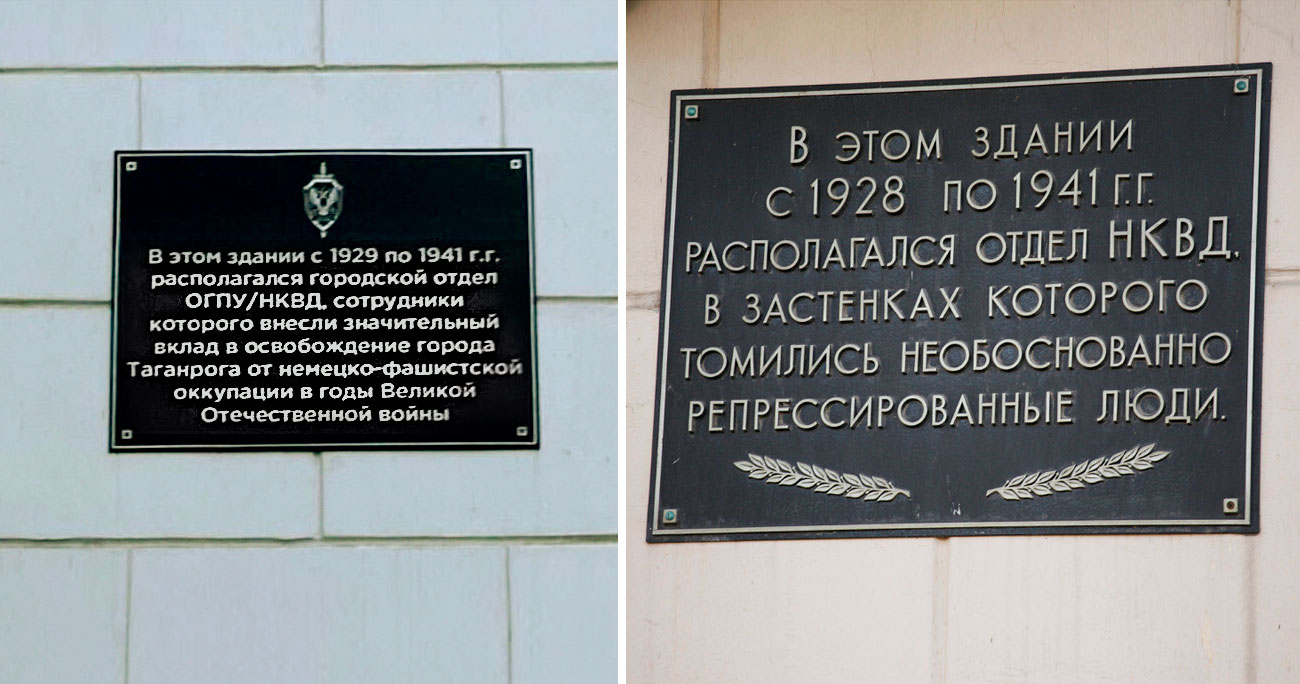 В этом здании с 1929 по 1941 г.г.
располагался городской отдел
ОГПУ/НКВД, сотрудники
которого внесли значительный
вклад в освобождение города
Таганрога от немецко-фашистской
оккупации в годы Великой
Отечественной войны
В ЭТОМ ЗДАНИИ
С 1928 ПО 1941 Г.Г.
РАСПОЛАГАЛСЯ ОТДЕЛ НКВД,
В ЗАСТЕНКАХ КОТОРОГО
ТОМИЛИСЬ НЕОБОСНОВАННО
РЕПРЕССИРОВАННЫЕ ЛЮДИ.